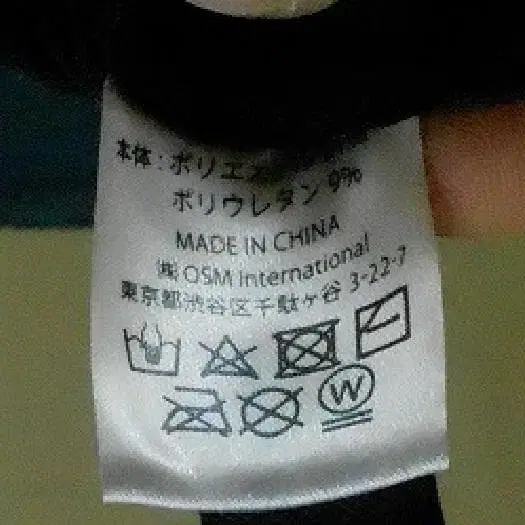 本体:ポリエス
ポリウレタン 9%
MADE IN CHINA
㈱ OSM International
東京都渋谷区千駄ヶ谷 3-22-7
W